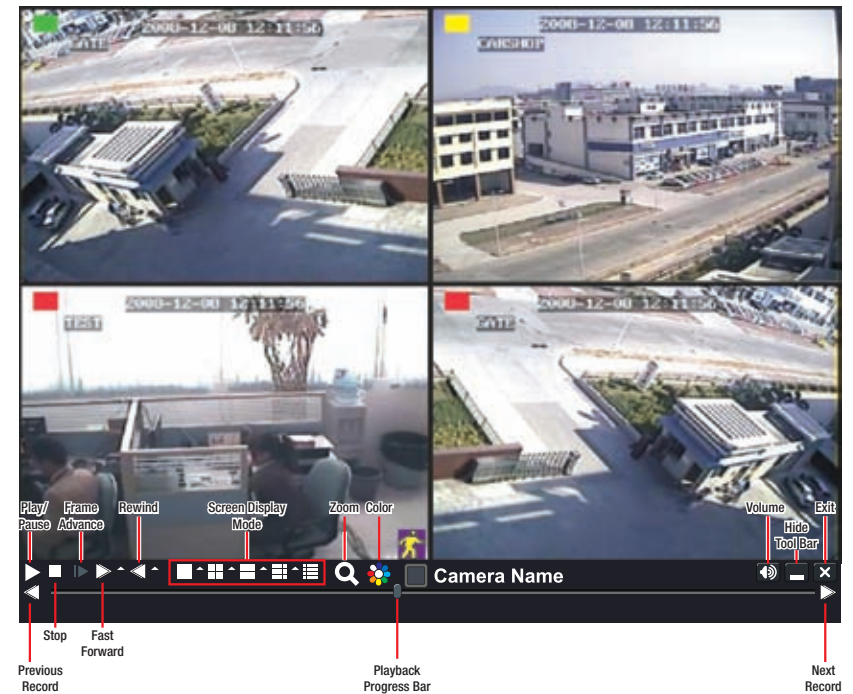 2008-12-08 12:11:56
GATE
2008-12-08 12:11:56
CARSHOP
2008-12-08 12:11:56
TEST
2008-12-08 12:11:56
GATE
Play/
Pause
Frame
Advance
Rewind
Screen Display
Mode
Zoom
Color
Volume
Hide
Tool Bar
Exit
Camera Name
Stop
Fast
Forward
Previous
Record
Playback
Progress Bar
Next
Record